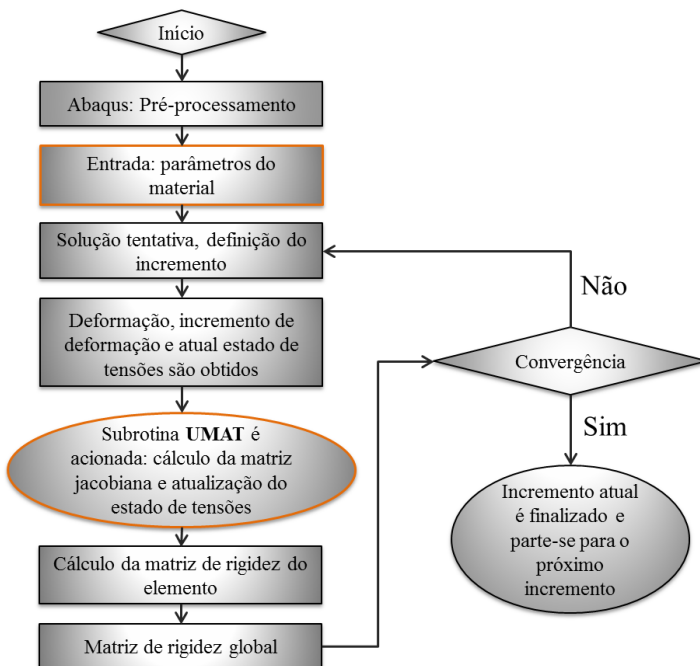 Início
Abaqus: Pré-processamento
Entrada: parâmetros do
material
Solução tentativa, definição do
incremento
Deformação, incremento de
deformação e atual estado de
tensões são obtidos
Subrotina UMAT é
acionada: cálculo da matriz
jacobiana e atualização do
estado de tensões
Cálculo da matriz de rigidez do
elemento
Matriz de rigidez global
Não
Convergência
Sim
Incremento atual
é finalizado e
parte-se para o
próximo
incremento